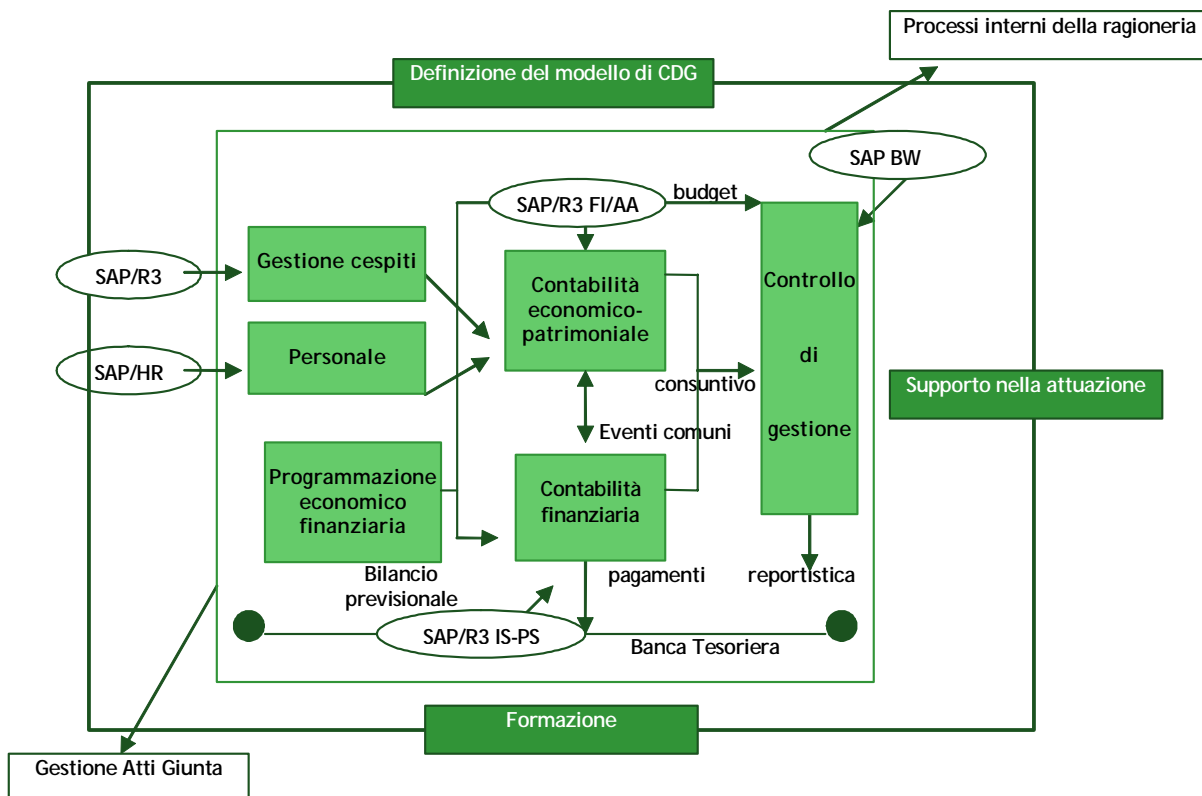 Processi interni della ragioneria
Definizione del modello di CDG
SAP BW
SAP/R3 FI/AA
budget
SAP/R3
Gestione cespiti
Contabilità
economico-
patrimoniale
Controllo
di
gestione
SAP/HR
Personale
consuntivo
Supporto nella attuazione
Eventi comuni
Programmazione
economico
finanziaria
Contabilità
finanziaria
Bilancio
previsionale
pagamenti
reportistica
SAP/R3 IS-PS
Banca Tesoriera
Formazione
Gestione Atti Giunta